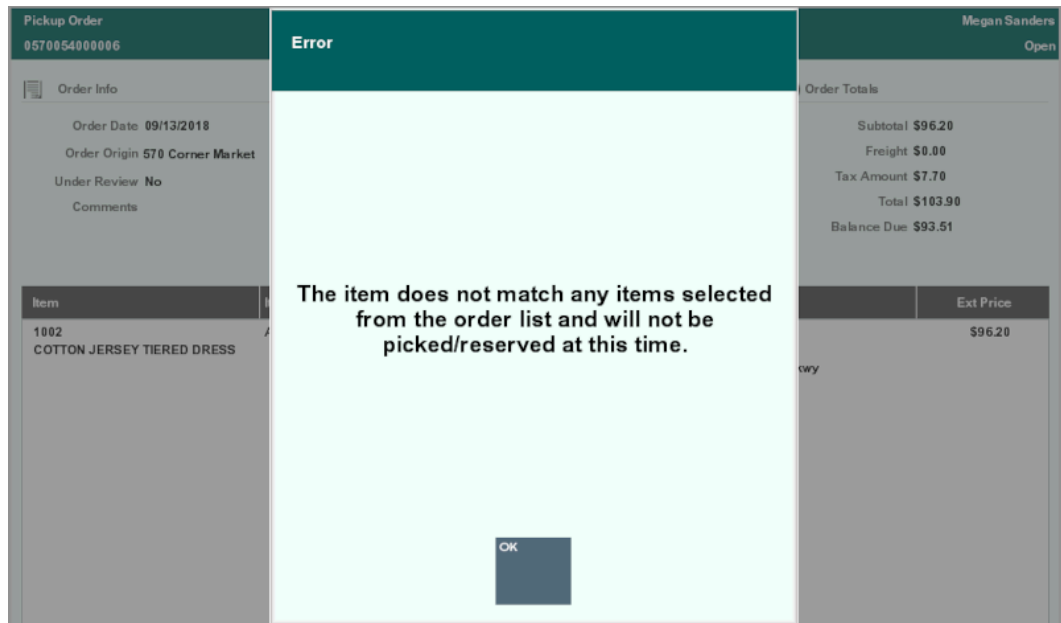 Pickup Order
Megan Sanders
0570054000006
Open
Error
Order Info
Order Totals
Order Date 09/13/2018
Subtotal $96.20
Order Origin 570 Corner Market
Freight $0.00
Under Review No
Tax Amount $7.70
Comments
Total $103.90
Balance Due $93.51
The item does not match any items selected
from the order list and will not be
picked/reserved at this time.
Item
Ext Price
1002
$96.20
COTTON JERSEY TIERED DRESS
OK